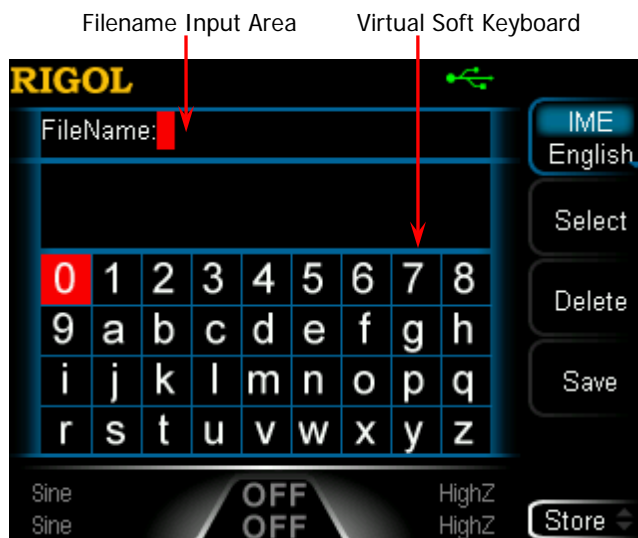 Filename Input Area
Virtual Soft Keyboard
RIGOL
FileName:
IME
English
Select
Delete
Save
0 1 2 3 4 5 6 7 8
9 a b c d e f g h
i j k l m n o p q
r s t u v w x y z
Sine OFF HighZ
Sine OFF HighZ
Store